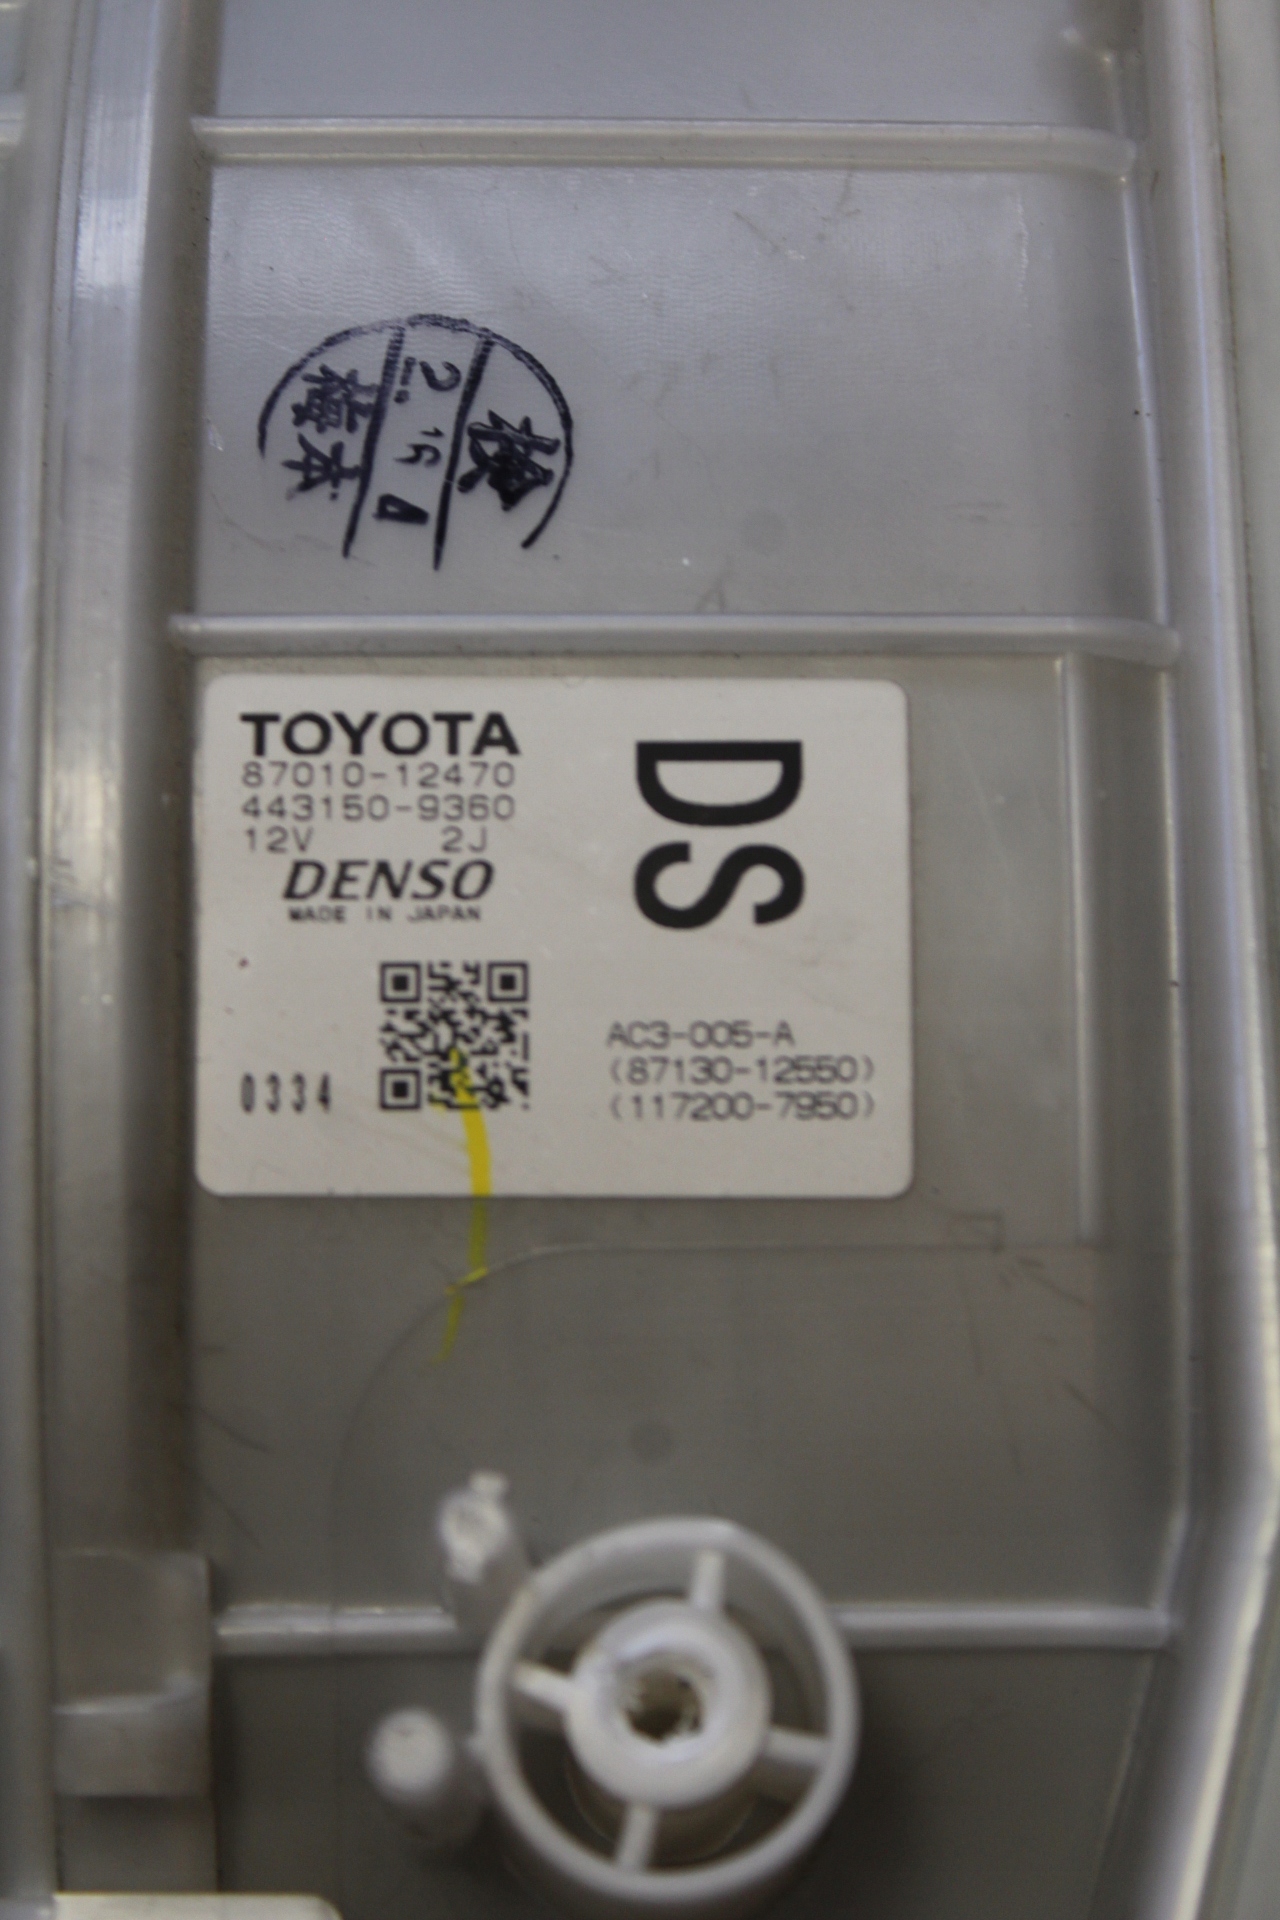 検
2.16
橋本
TOYOTA
87010-12470
443150-9360
12V 2J
DENSO
MADE IN JAPAN
DS
0334
AC3-005-A
(87130-12550)
(117200-7950)